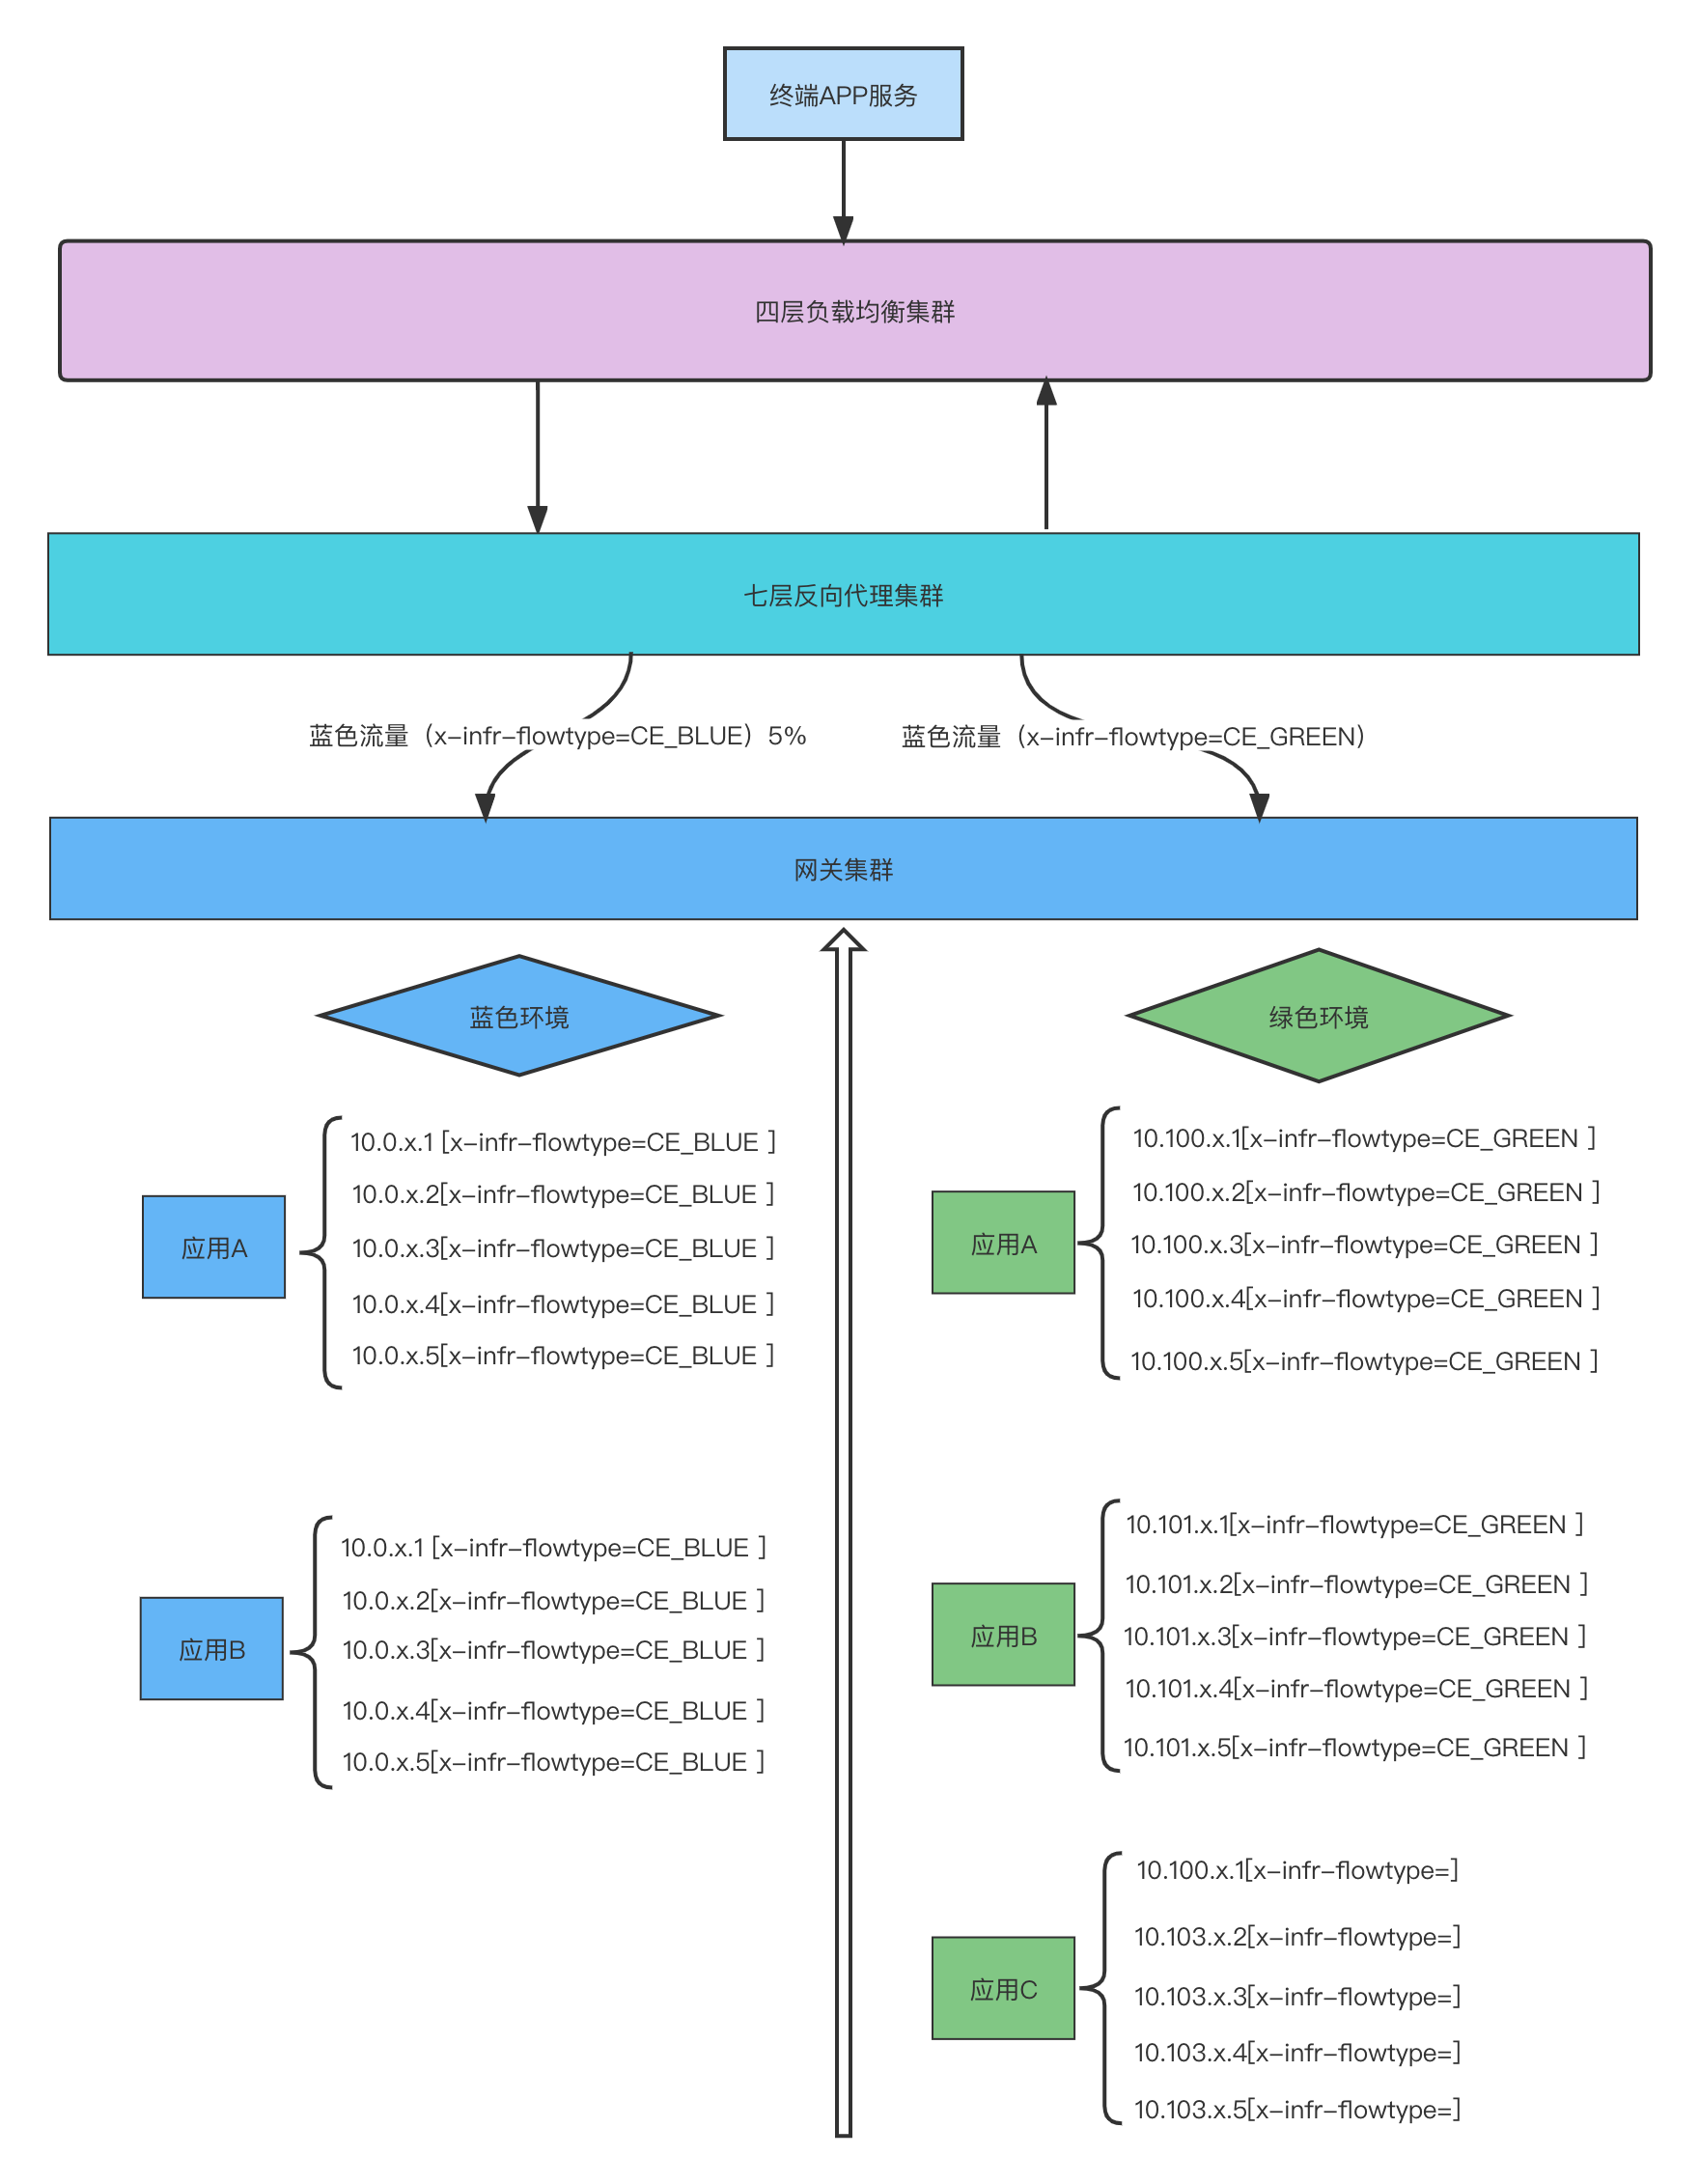 终端APP服务
四层负载均衡集群
七层反向代理集群
蓝色流量（x-infr-flowtype=CE_BLUE）5%
蓝色流量（x-infr-flowtype=CE_GREEN）
网关集群
蓝色环境
绿色环境
应用A
10.0.x.1 [x-infr-flowtype=CE_BLUE ]
10.0.x.2[x-infr-flowtype=CE_BLUE ]
10.0.x.3[x-infr-flowtype=CE_BLUE ]
10.0.x.4[x-infr-flowtype=CE_BLUE ]
10.0.x.5[x-infr-flowtype=CE_BLUE ]
应用B
10.0.x.1 [x-infr-flowtype=CE_BLUE ]
10.0.x.2[x-infr-flowtype=CE_BLUE ]
10.0.x.3[x-infr-flowtype=CE_BLUE ]
10.0.x.4[x-infr-flowtype=CE_BLUE ]
10.0.x.5[x-infr-flowtype=CE_BLUE ]
应用A
10.100.x.1[x-infr-flowtype=CE_GREEN ]
10.100.x.2[x-infr-flowtype=CE_GREEN ]
10.100.x.3[x-infr-flowtype=CE_GREEN ]
10.100.x.4[x-infr-flowtype=CE_GREEN ]
10.100.x.5[x-infr-flowtype=CE_GREEN ]
应用B
10.101.x.1[x-infr-flowtype=CE_GREEN ]
10.101.x.2[x-infr-flowtype=CE_GREEN ]
10.101.x.3[x-infr-flowtype=CE_GREEN ]
10.101.x.4[x-infr-flowtype=CE_GREEN ]
10.101.x.5[x-infr-flowtype=CE_GREEN ]
应用C
10.100.x.1[x-infr-flowtype=]
10.103.x.2[x-infr-flowtype=]
10.103.x.3[x-infr-flowtype=]
10.103.x.4[x-infr-flowtype=]
10.103.x.5[x-infr-flowtype=]